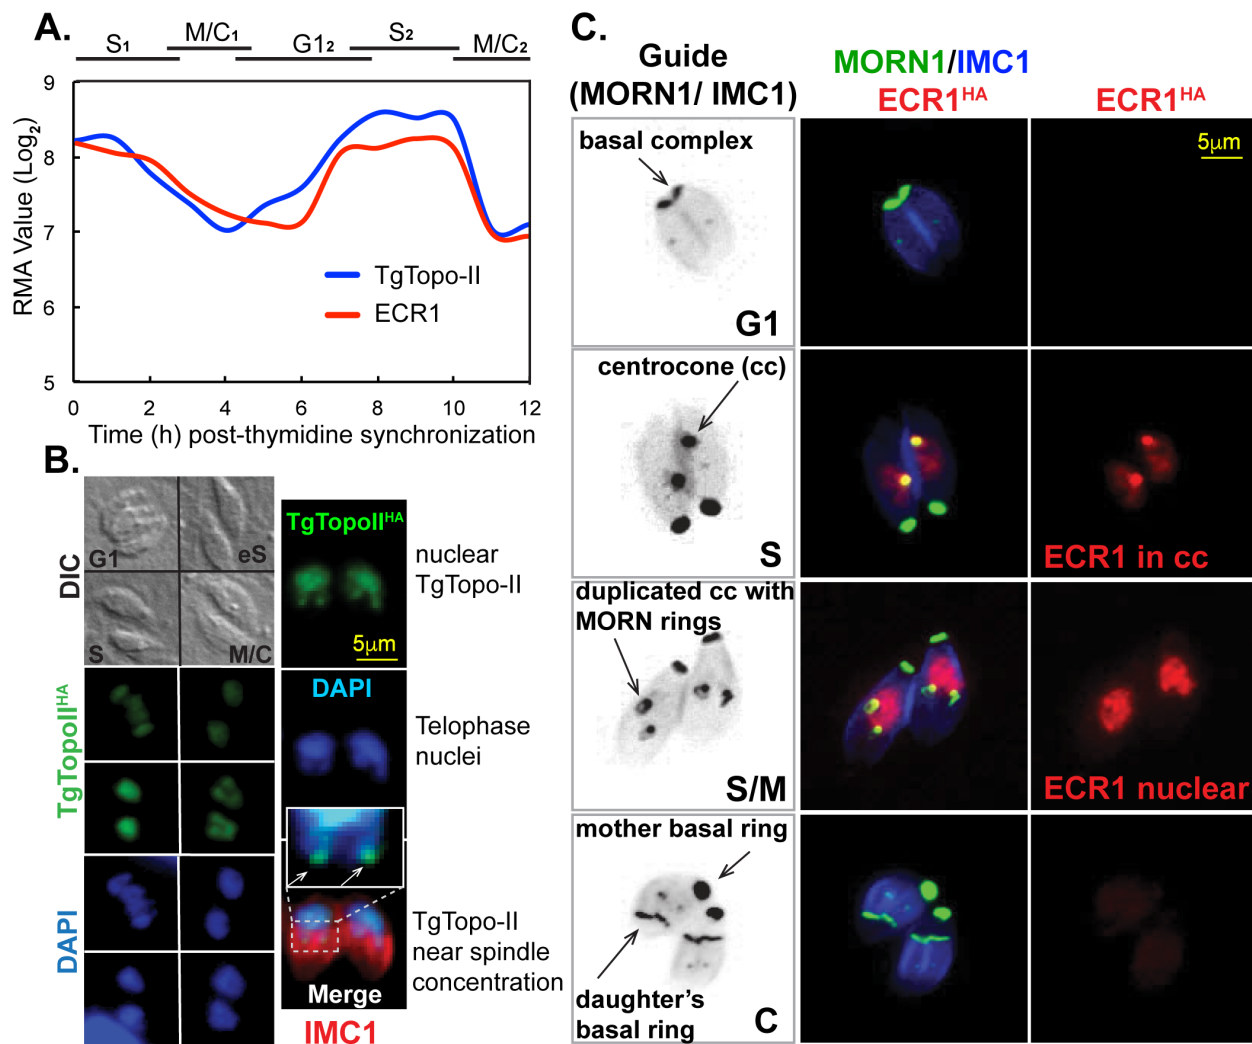 A.
S1
M/C1
G12
S2
M/C2
RMA Value (Log2)
9
8
7
6
5
TgTopo-II
ECR1
0
2
4
6
8
10
12
Time (h) post-thymidine synchronization
B.
DIC
G1
eS
S
M/C
TgTopoIIHA
DAPI
TgTopoIIHA
5µm
nuclear
TgTopo-II
DAPI
Telophase
nuclei
Merge
IMC1
TgTopo-II
near spindle
concentration
C.
Guide
(MORN1/ IMC1)
MORN1/IMC1
ECR1HA
ECR1HA
basal complex
G1
5µm
centrocone (cc)
S
ECR1 in cc
duplicated cc with
MORN rings
S/M
ECR1 nuclear
mother basal ring
daughter's
basal ring
C